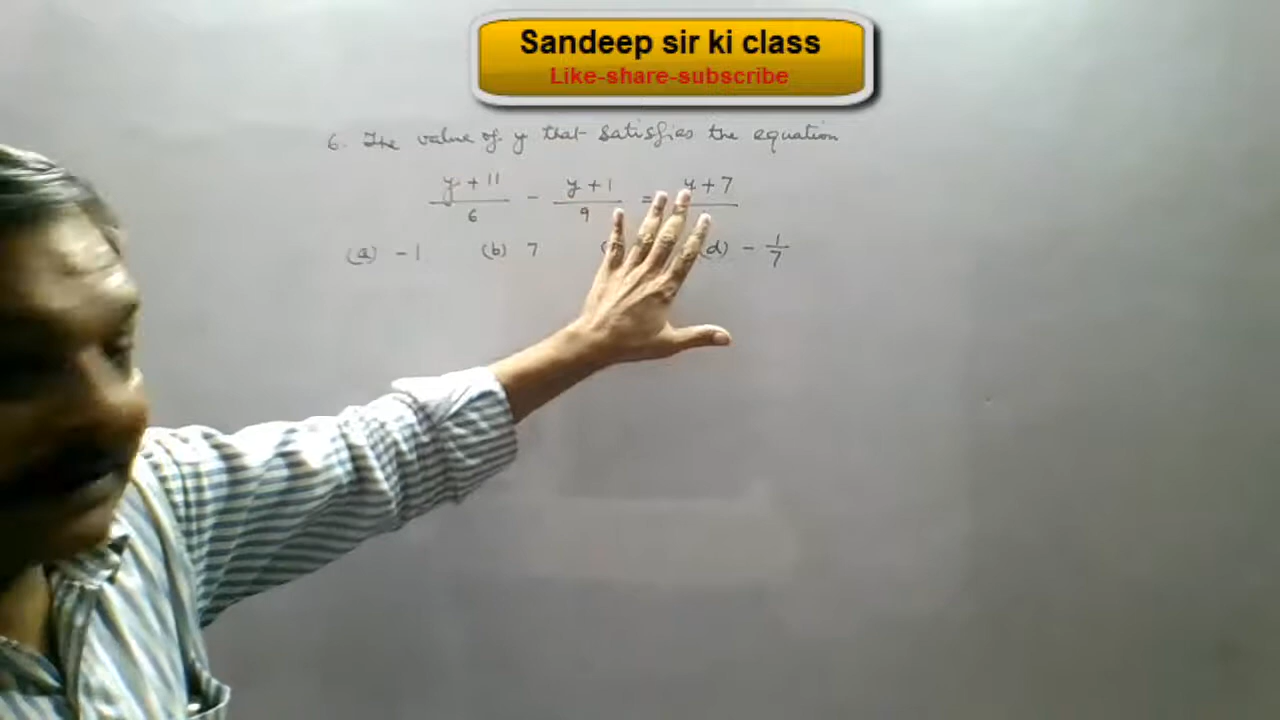 Sandeep sir ki class
Like-share-subscribe
6. The value of y that satisfies the equation
y + 11 / 6 - y + 1 / 9 = y + 7
(a) -1 (b) 7 (d) - 1/7